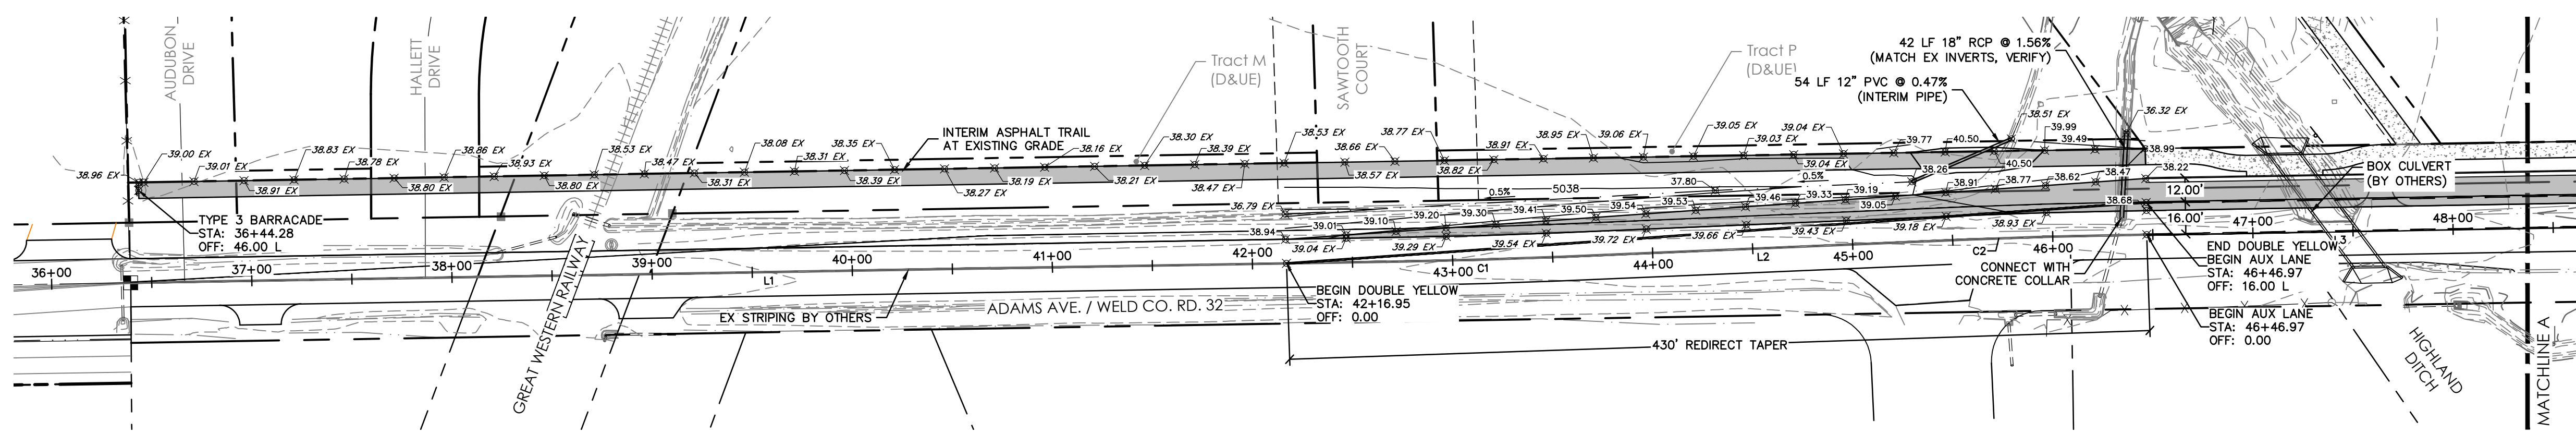 AUDUBON
DRIVE
HALLETT
DRIVE
Tract M
(D&UE)
SAWTOOTH
COURT
Tract P
(D&UE)
42 LF 18" RCP @ 1.56%
(MATCH EX INVERTS, VERIFY)
54 LF 12" PVC @ 0.47%
(INTERIM PIPE)
INTERIM ASPHALT TRAIL
AT EXISTING GRADE
38.96 EX
39.00 EX
39.01 EX
38.91 EX
38.83 EX
38.78 EX
38.80 EX
38.86 EX
38.93 EX
38.80 EX
38.53 EX
38.47 EX
38.31 EX
38.08 EX
38.31 EX
38.35 EX
38.39 EX
38.27 EX
38.19 EX
38.16 EX
38.21 EX
38.30 EX
38.39 EX
38.47 EX
38.53 EX
38.66 EX
38.57 EX
38.77 EX
38.82 EX
38.91 EX
38.95 EX
39.06 EX
39.05 EX
39.03 EX
39.04 EX
39.04 EX
39.77
40.50
38.51 EX
39.99
39.49
36.32 EX
38.99
38.22
38.47
40.50
38.26
0.5%
37.80
5038
0.5%
36.79 EX
38.94
39.01
39.10
39.20
39.30
39.41
39.50
39.54
39.53
39.46
39.33
39.19
39.05
38.91
38.77
38.62
38.68
39.04 EX
39.29 EX
39.54 EX
39.72 EX
39.66 EX
39.43 EX
39.18 EX
38.93 EX
12.00'
16.00'
BOX CULVERT
(BY OTHERS)
TYPE 3 BARRACADE
STA: 36+44.28
OFF: 46.00 L
36+00
37+00
38+00
39+00
40+00
41+00
42+00
43+00
44+00
45+00
46+00
47+00
48+00
L1
C1
L2
C2
GREAT WESTERN RAILWAY
EX STRIPING BY OTHERS
ADAMS AVE. / WELD CO. RD. 32
BEGIN DOUBLE YELLOW
STA: 42+16.95
OFF: 0.00
430' REDIRECT TAPER
CONNECT WITH
CONCRETE COLLAR
END DOUBLE YELLOW
BEGIN AUX LANE
STA: 46+46.97
OFF: 16.00 L
BEGIN AUX LANE
STA: 46+46.97
OFF: 0.00
HIGHLAND
DITCH
MATCHLINE A